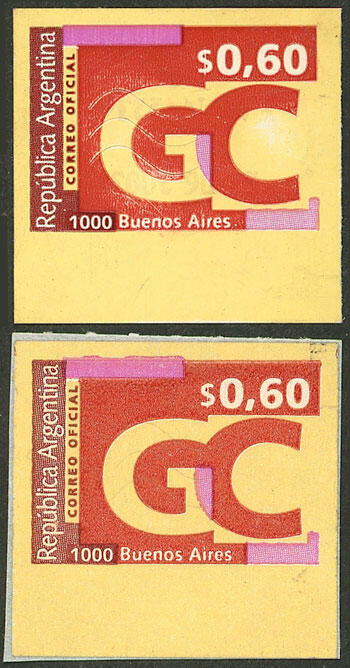 República Argentina
CORREO OFICIAL
$0,60
GC
1000 Buenos Aires
República Argentina
CORREO OFICIAL
$0,60
GC
1000 Buenos Aires